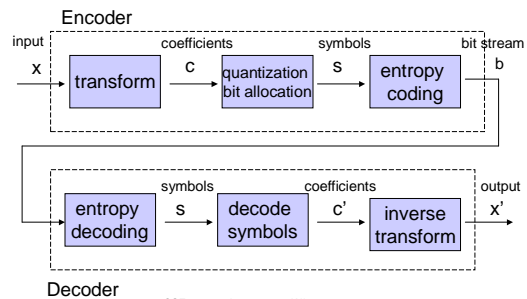 Encoder
input
coefficients
symbols
bit stream
x
transform
c
quantization
bit allocation
s
entropy
coding
b
symbols
coefficients
output
entropy
decoding
s
decode
symbols
c'
inverse
transform
x'
Decoder